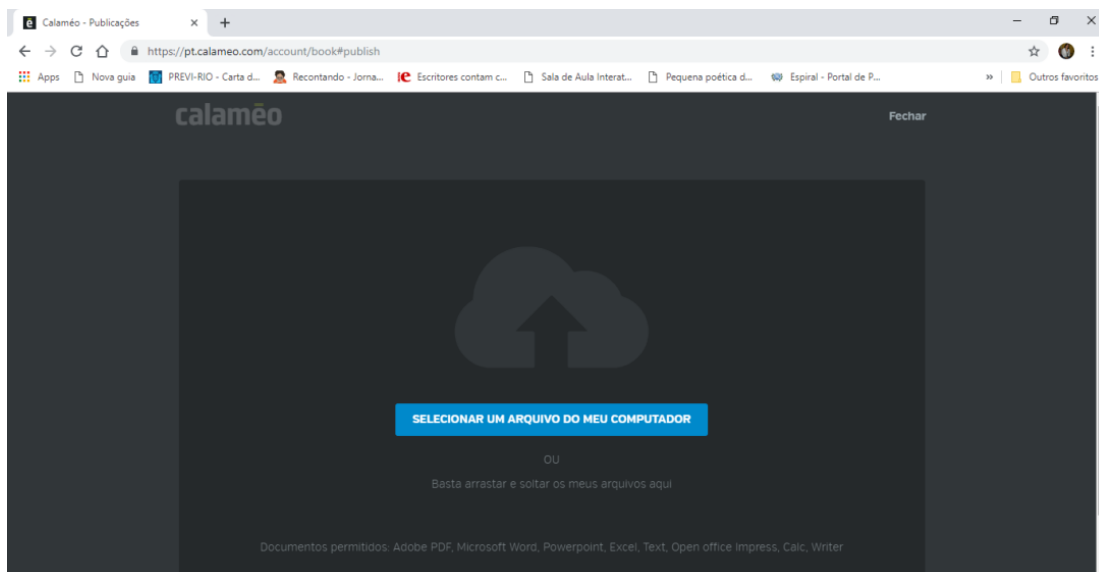 Calaméo - Publicações
https://pt.calameo.com/account/book#publish
Apps Nova guia PREVI-RIO - Carta d... Recontando - Jorna... Escritores contam c... Sala de Aula Interat... Pequena poética d... Espiral - Portal de P... » Outros favoritos
calamēo Fechar
SELECIONAR UM ARQUIVO DO MEU COMPUTADOR
OU
Basta arrastar e soltar os meus arquivos aqui
Documentos permitidos: Adobe PDF, Microsoft Word, Powerpoint, Excel, Text, Open office Impress, Calc, Writer